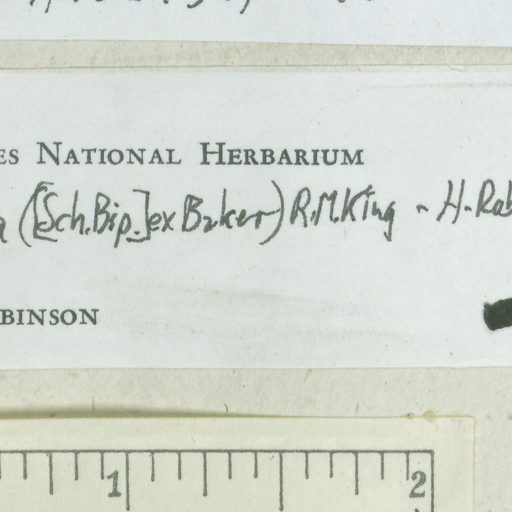 ES NATIONAL HERBARIUM
a ([Sch.Bip.] ex Baker) R.M.King - H.Rob
BINSON
1 2